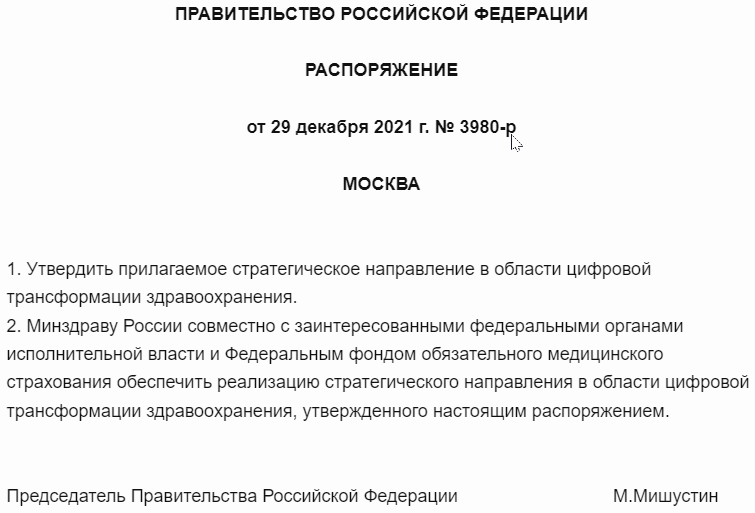 ПРАВИТЕЛЬСТВО РОССИЙСКОЙ ФЕДЕРАЦИИ
РАСПОРЯЖЕНИЕ
от 29 декабря 2021 г. № 3980-р
МОСКВА
1. Утвердить прилагаемое стратегическое направление в области цифровой
трансформации здравоохранения.
2. Минздраву России совместно с заинтересованными федеральными органами
исполнительной власти и Федеральным фондом обязательного медицинского
страхования обеспечить реализацию стратегического направления в области цифровой
трансформации здравоохранения, утвержденного настоящим распоряжением.
Председатель Правительства Российской Федерации М.Мишустин